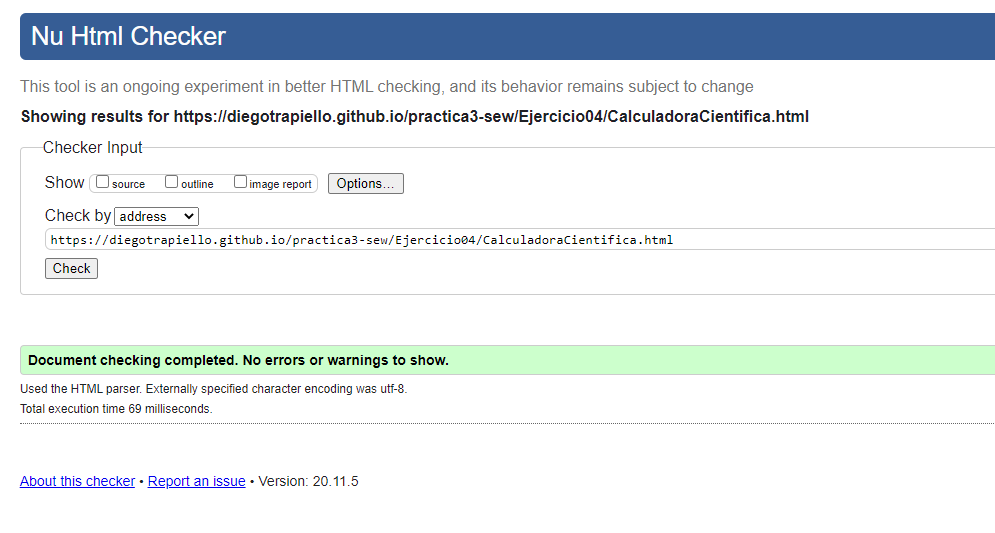 Nu Html Checker
This tool is an ongoing experiment in better HTML checking, and its behavior remains subject to change
Showing results for https://diegotrapiello.github.io/practica3-sew/Ejercicio04/CalculadoraCientifica.html
Checker Input
Show source outline image report Options...
Check by address
https://diegotrapiello.github.io/practica3-sew/Ejercicio04/CalculadoraCientifica.html
Check
Document checking completed. No errors or warnings to show.
Used the HTML parser. Externally specified character encoding was utf-8.
Total execution time 69 milliseconds.
About this checker • Report an issue • Version: 20.11.5